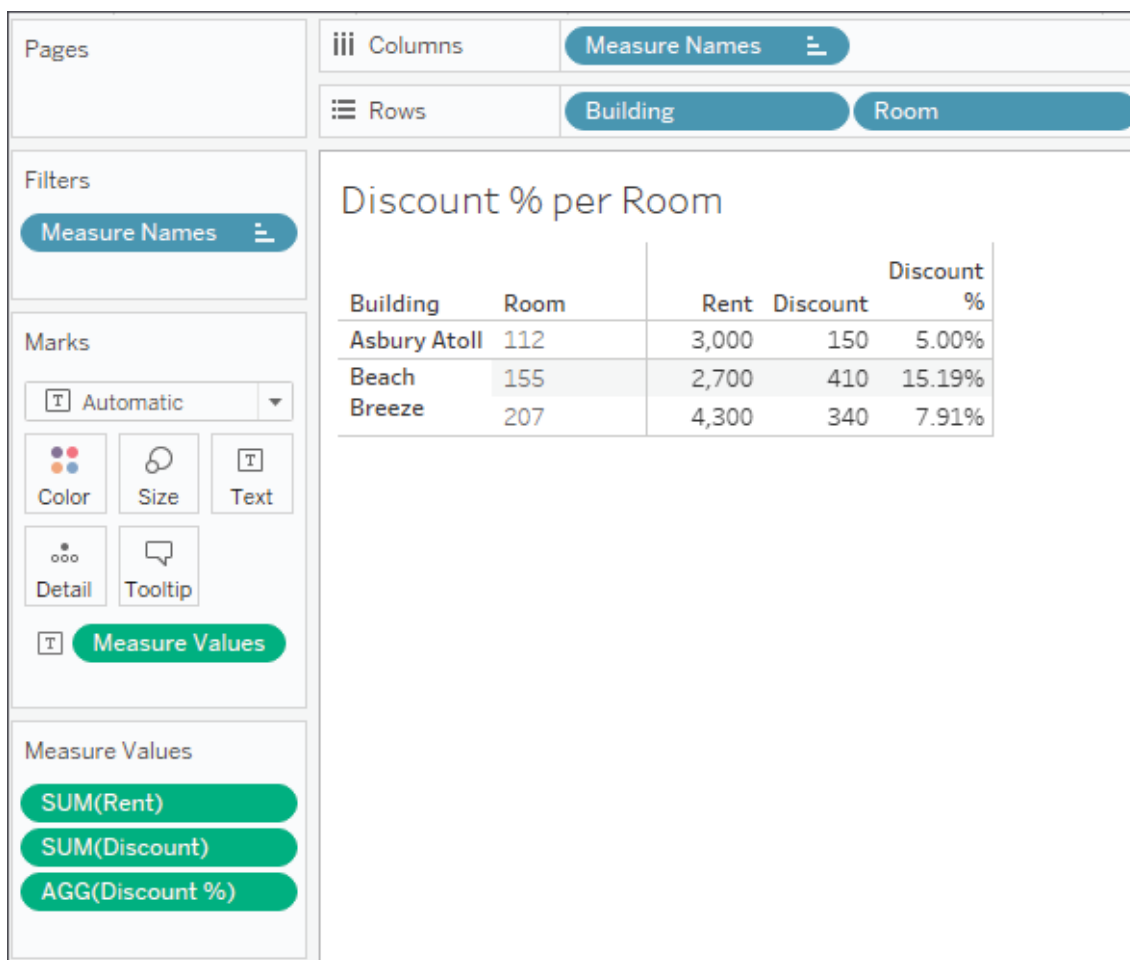 Pages
Columns Measure Names
Rows Building Room
Filters
Measure Names
Marks
T Automatic
Color Size T Text
Detail Tooltip
T Measure Values
Measure Values
SUM(Rent)
SUM(Discount)
AGG(Discount %)
Discount % per Room
Discount
Building Room Rent Discount %
Asbury Atoll 112 3,000 150 5.00%
Beach 155 2,700 410 15.19%
Breeze 207 4,300 340 7.91%